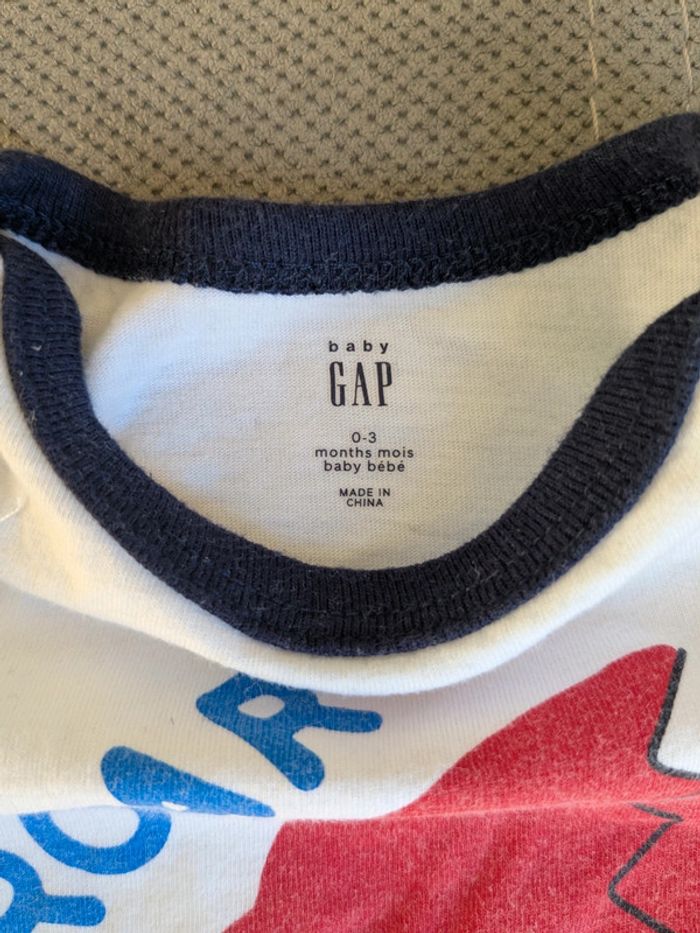 baby
GAP
0-3
months mois
baby bébé
MADE IN
CHINA